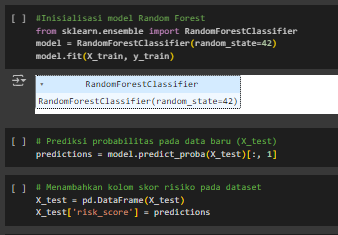 [ ] #Inisialisasi model Random Forest
from sklearn.ensemble import RandomForestClassifier
model = RandomForestClassifier(random_state=42)
model.fit(X_train, y_train)
RandomForestClassifier
RandomForestClassifier(random_state=42)
[ ] # Prediksi probabilitas pada data baru (X_test)
predictions = model.predict_proba(X_test)[:, 1]
[ ] # Menambahkan kolom skor risiko pada dataset
X_test = pd.DataFrame(X_test)
X_test['risk_score'] = predictions